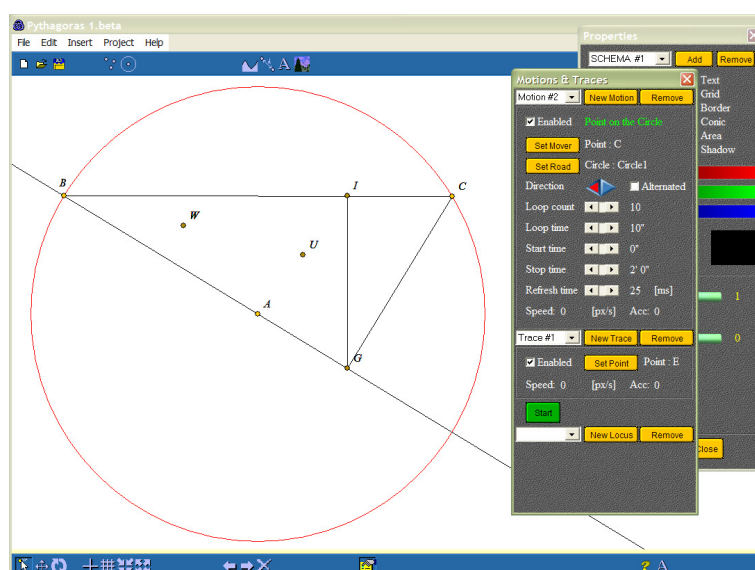 Pythagoras 1.beta
File Edit Insert Project Help
Properties
SCHEMA #1 Add Remove
Text
Grid
Border
Conic
Area
Shadow
1
0
Motions & Traces
Motion #2 New Motion Remove
Enabled Point on the Circle
Set Mover Point : C
Set Road Circle : Circle1
Direction Alternated
Loop count 10
Loop time 10"
Start time 0"
Stop time 2' 0"
Refresh time 25 [ms]
Speed: 0 [px/s] Acc: 0
Trace #1 New Trace Remove
Enabled Set Point Point : E
Speed: 0 [px/s] Acc: 0
Start
New Locus Remove
B
I
C
W
U
A
G
A
? A